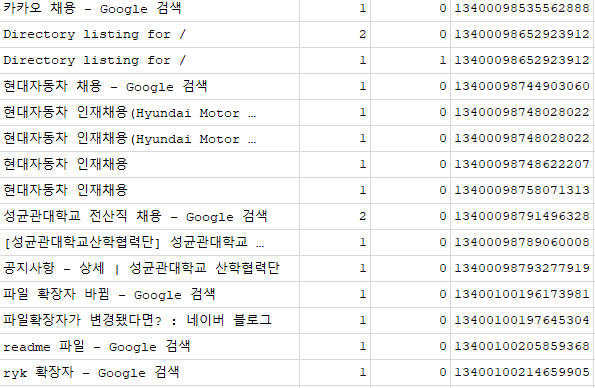 카카오 채용 – Google 검색 1 0 13400098535562888
Directory listing for / 2 0 13400098652923912
Directory listing for / 1 1 13400098652923912
현대자동차 채용 – Google 검색 1 0 13400098744903060
현대자동차 인재채용(Hyundai Motor … 1 0 13400098748028022
현대자동차 인재채용(Hyundai Motor … 1 0 13400098748028022
현대자동차 인재채용 1 0 13400098748622207
현대자동차 인재채용 1 0 13400098758071313
성균관대학교 전산직 채용 – Google 검색 2 0 13400098791496328
[성균관대학교산학협력단] 성균관대학교 … 1 0 13400098789060008
공지사항 – 상세 | 성균관대학교 산학협력단 1 0 13400098793277919
파일 확장자 바뀜 – Google 검색 1 0 13400100196173981
파일확장자가 변경됐다면? : 네이버 블로그 1 0 13400100197645304
readme 파일 – Google 검색 1 0 13400100205859368
ryk 확장자 – Google 검색 1 0 13400100214659905